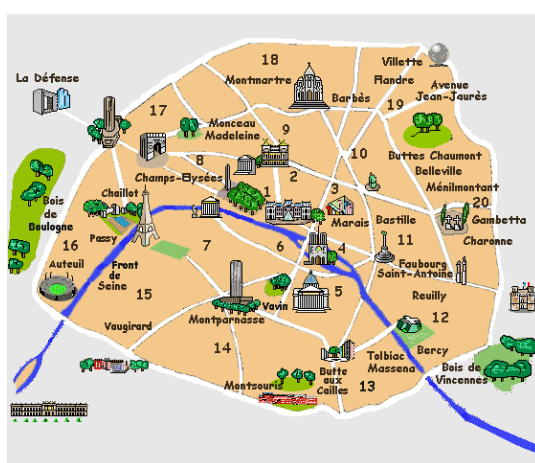 18
Villette
La Défense
Montmartre
Flandre
Avenue
Jean-Jaurès
17
Barbès
19
Monceau
Madeleine
9
10
8
Buttes Chaumont
Belleville
Champs-Elysées
2
Ménilmontant
Chaillot
1
3
20
Bois
de
Boulogne
Marais
Bastille
Gambetta
Passy
16
7
6
4
11
Charonne
Auteuil
Front
de
Seine
Faubourg
Saint-Antoine
15
Vavin
5
Reuilly
Vaugirard
Montparnasse
12
14
Tolbiac
Massena
Bercy
Bois de
Vincennes
Montsouris
Butte
aux
Cailles
13